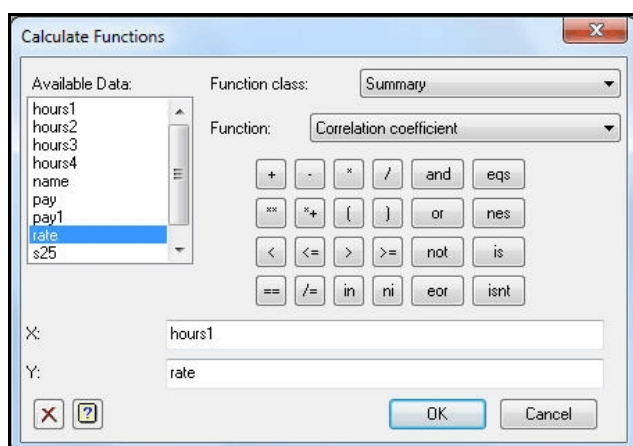 Calculate Functions
Available Data:
hours1
hours2
hours3
hours4
name
pay
pay1
rate
s25
Function class: Summary
Function: Correlation coefficient
+ - * / and eqs
** *+ ( ) or nes
< <= > >= not is
== /= in ni eor isnt
X: hours1
Y: rate
OK Cancel